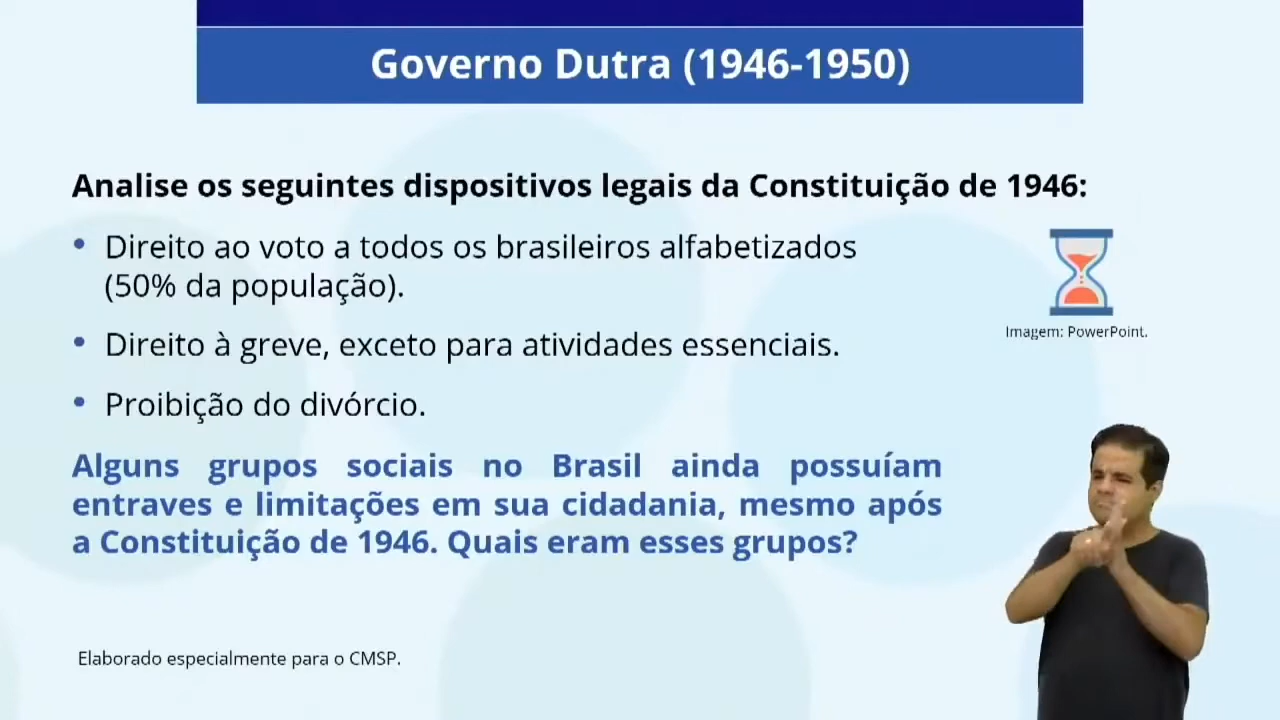 Governo Dutra (1946-1950)
Analise os seguintes dispositivos legais da Constituição de 1946:
• Direito ao voto a todos os brasileiros alfabetizados
(50% da população).
• Direito à greve, exceto para atividades essenciais.
• Proibição do divórcio.
Imagem: PowerPoint.
Alguns grupos sociais no Brasil ainda possuíam
entraves e limitações em sua cidadania, mesmo após
a Constituição de 1946. Quais eram esses grupos?
Elaborado especialmente para o CMSP.